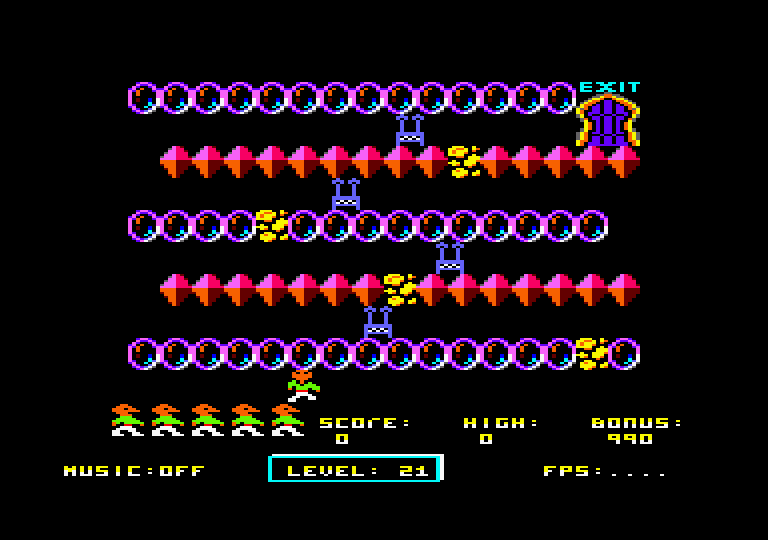 EXIT
SCORE: HIGH: BONUS:
0 0 990
MUSIC:OFF LEVEL: 21 FPS:....